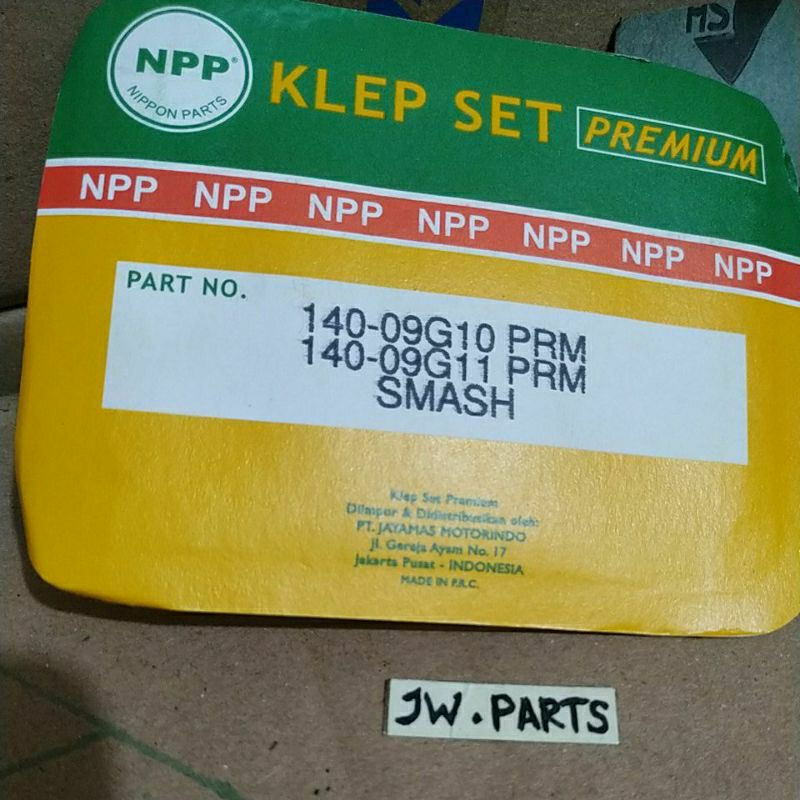 MS
NPP®
NIPPON PARTS
KLEP SET PREMIUM
NPP NPP NPP NPP NPP NPP NPP
PART NO.
140-09G10 PRM
140-09G11 PRM
SMASH
Klep Set Premium
Diimpor & Didistribusikan oleh:
PT. JAYAMAS MOTORINDO
Jl. Gereja Ayam No. 17
Jakarta Pusat - INDONESIA
MADE IN P.R.C.
JW.PARTS